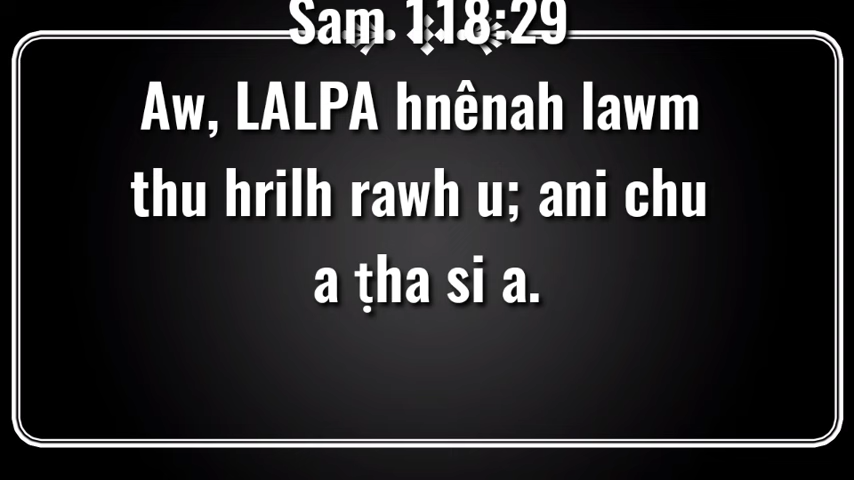 Sam 118:29
Aw, LALPA hnênah lawm
thu hrilh rawh u; ani chu
a ṭha si a.